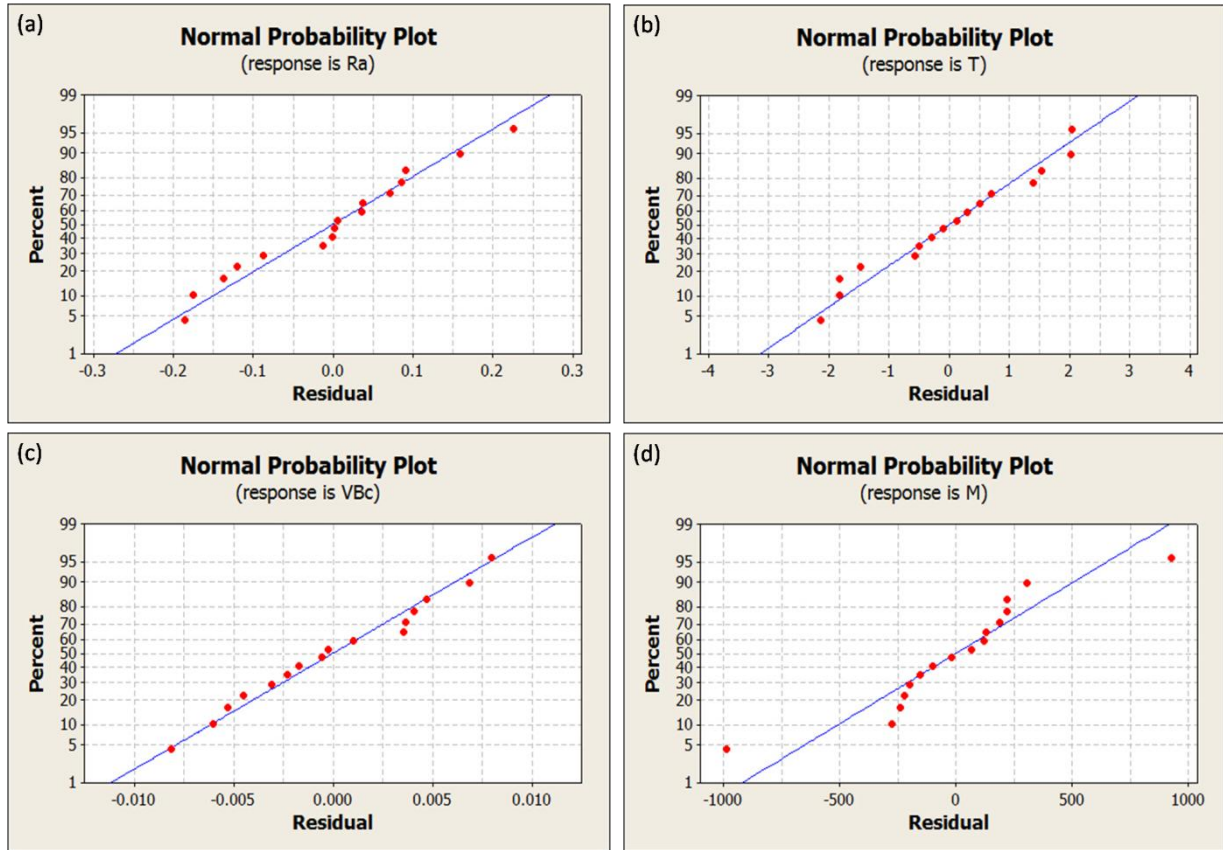 (a)
Normal Probability Plot
(response is Ra)
Percent
99
95
90
80
70
60
50
40
30
20
10
5
1
-0.3 -0.2 -0.1 0.0 0.1 0.2 0.3
Residual
(b)
Normal Probability Plot
(response is T)
Percent
99
95
90
80
70
60
50
40
30
20
10
5
1
-4 -3 -2 -1 0 1 2 3 4
Residual
(c)
Normal Probability Plot
(response is VBc)
Percent
99
95
90
80
70
60
50
40
30
20
10
5
1
-0.010 -0.005 0.000 0.005 0.010
Residual
(d)
Normal Probability Plot
(response is M)
Percent
99
95
90
80
70
60
50
40
30
20
10
5
1
-1000 -500 0 500 1000
Residual